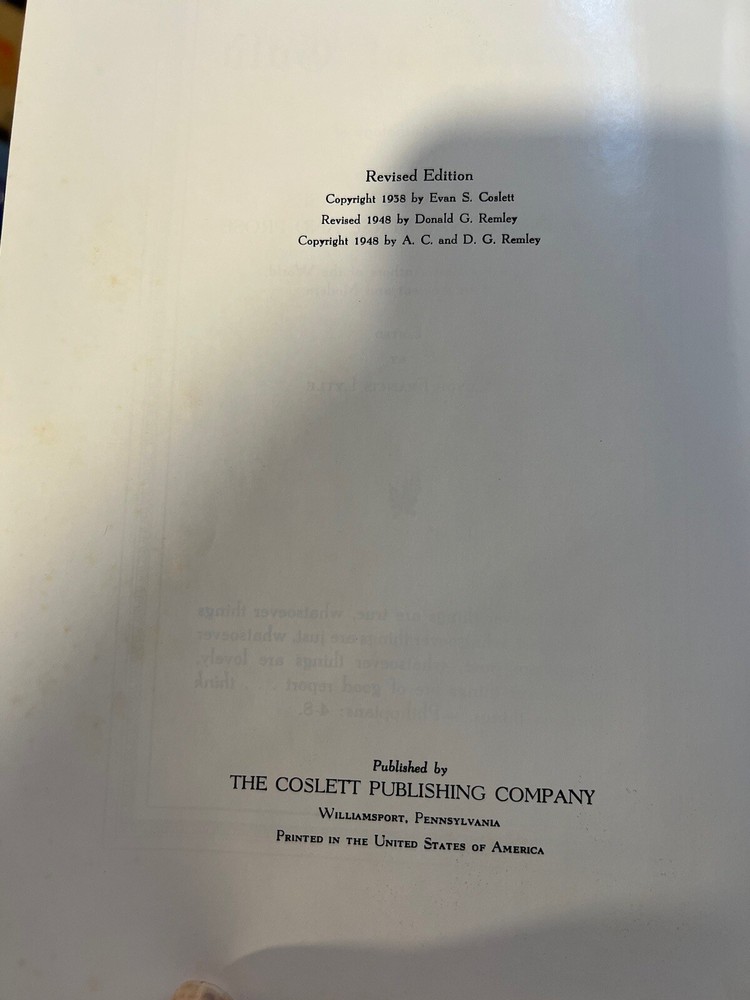 Revised Edition
Copyright 1938 by Evan S. Coslett
Revised 1948 by Donald G. Remley
Copyright 1948 by A. C. and D. G. Remley
Published by
THE COSLETT PUBLISHING COMPANY
Williamsport, Pennsylvania
Printed in the United States of America